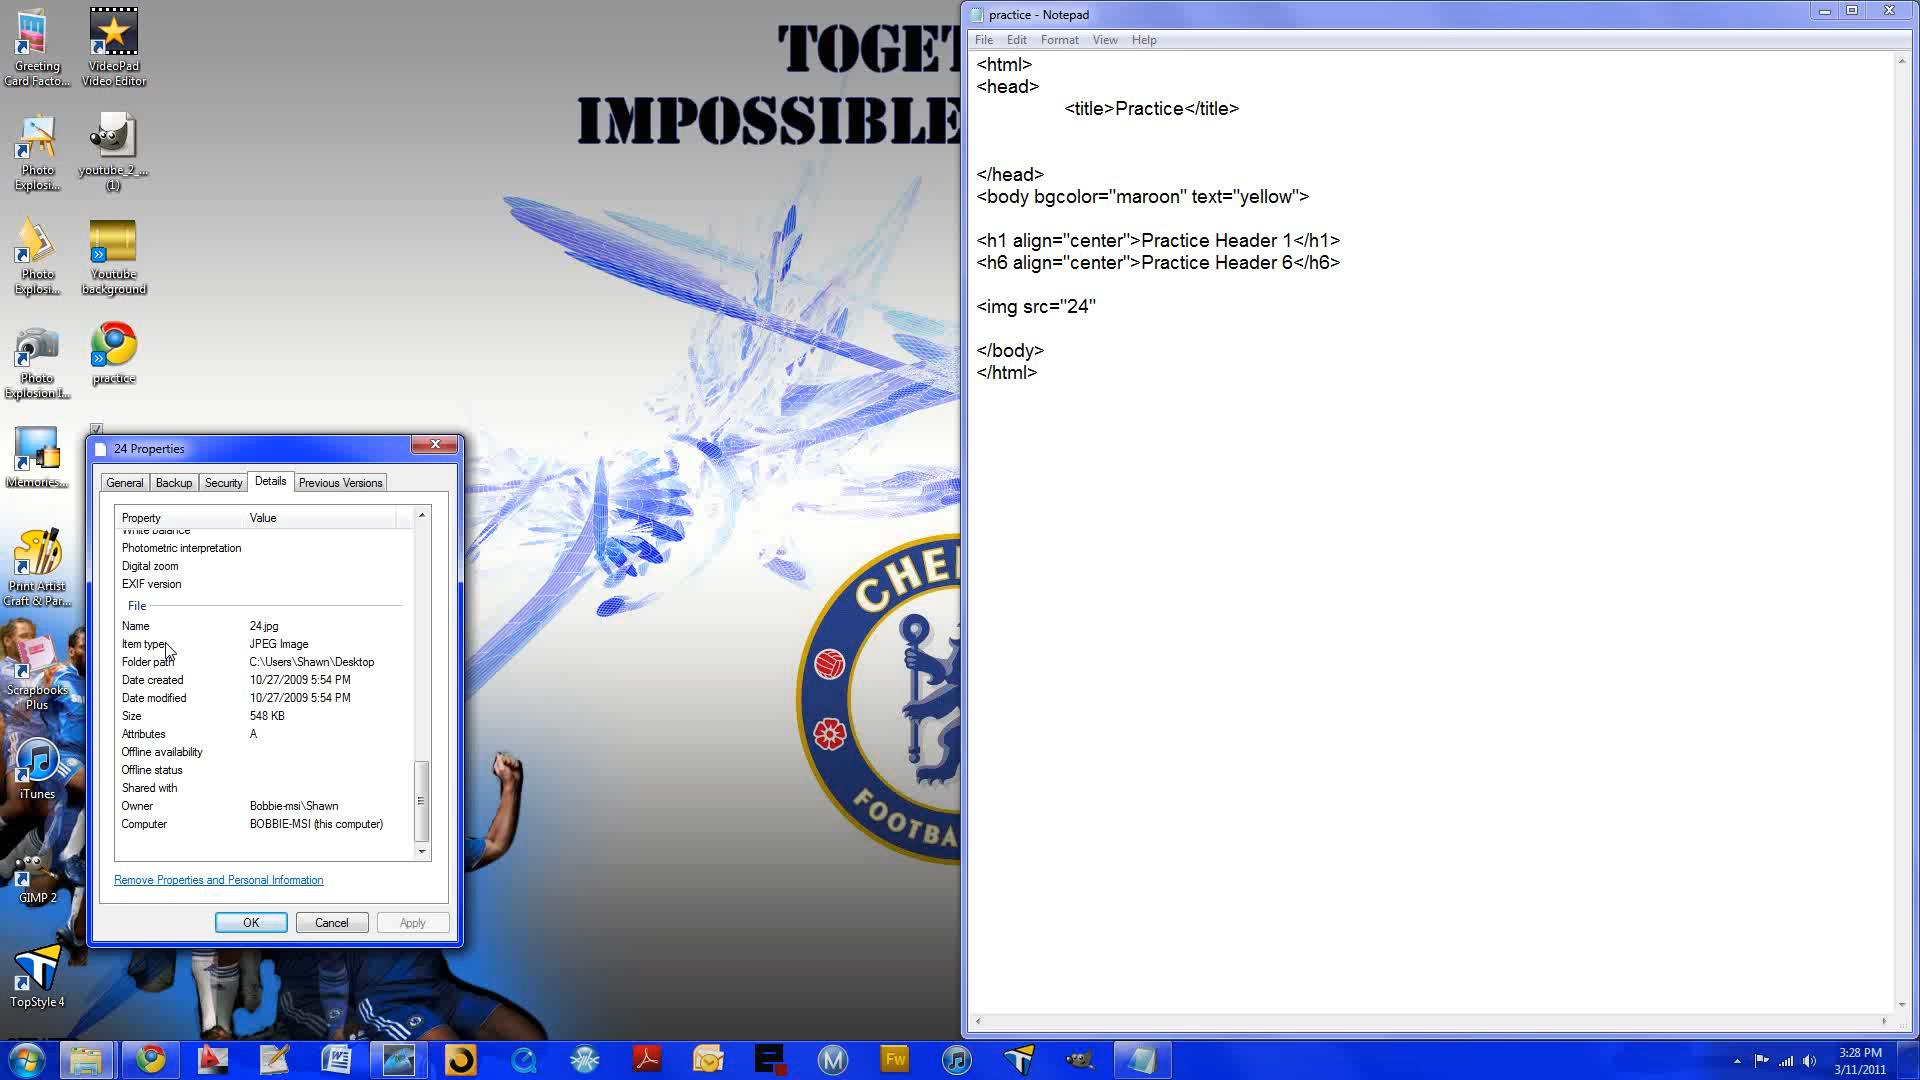 Greeting
Card Facto...
VideoPad
Video Editor
Photo
Explosi...
youtube_2_...
(1)
Photo
Explosi...
Youtube
background
Photo
Explosion I...
practice
Memories...
Print Artist
Craft & Par...
Scrapbooks
Plus
iTunes
GIMP 2
TopStyle 4
TOGET
IMPOSSIBLE
CHE
FOOTBA
24 Properties
General
Backup
Security
Details
Previous Versions
Property Value
White balance
Photometric interpretation
Digital zoom
EXIF version
File
Name 24.jpg
Item type JPEG Image
Folder path C:\Users\Shawn\Desktop
Date created 10/27/2009 5:54 PM
Date modified 10/27/2009 5:54 PM
Size 548 KB
Attributes A
Offline availability
Offline status
Shared with
Owner Bobbie-msi\Shawn
Computer BOBBIE-MSI (this computer)
Remove Properties and Personal Information
OK
Cancel
Apply
practice - Notepad
File Edit Format View Help
<html>
<head>
<title>Practice</title>
</head>
<body bgcolor="maroon" text="yellow">
<h1 align="center">Practice Header 1</h1>
<h6 align="center">Practice Header 6</h6>
<img src="24"
</body>
</html>
Fw
3:28 PM
3/11/2011